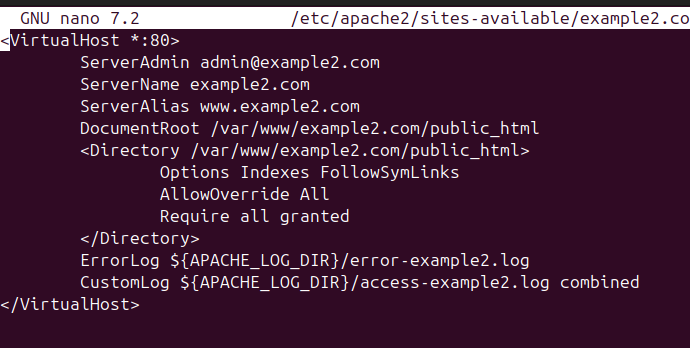 GNU nano 7.2 /etc/apache2/sites-available/example2.co
<VirtualHost *:80>
ServerAdmin admin@example2.com
ServerName example2.com
ServerAlias www.example2.com
DocumentRoot /var/www/example2.com/public_html
<Directory /var/www/example2.com/public_html>
Options Indexes FollowSymLinks
AllowOverride All
Require all granted
</Directory>
ErrorLog ${APACHE_LOG_DIR}/error-example2.log
CustomLog ${APACHE_LOG_DIR}/access-example2.log combined
</VirtualHost>